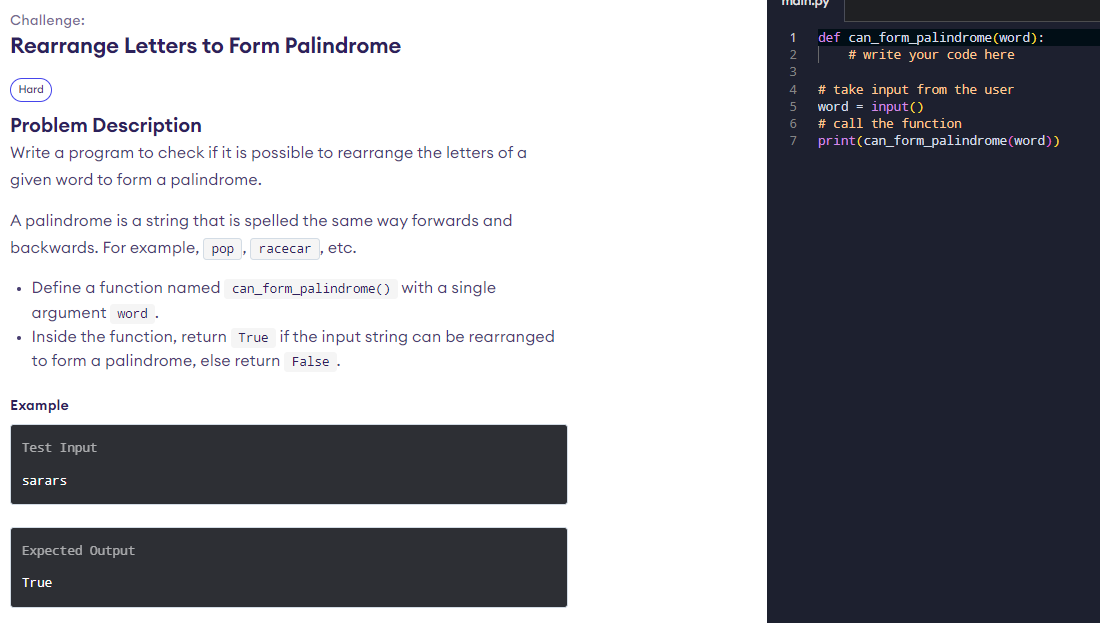 Challenge:
Rearrange Letters to Form Palindrome
Hard
Problem Description
Write a program to check if it is possible to rearrange the letters of a
given word to form a palindrome.
A palindrome is a string that is spelled the same way forwards and
backwards. For example, pop , racecar , etc.
• Define a function named can_form_palindrome() with a single
argument word .
• Inside the function, return True if the input string can be rearranged
to form a palindrome, else return False .
Example
Test Input
sarars
Expected Output
True
main.py
1 def can_form_palindrome(word):
2     # write your code here
3
4 # take input from the user
5 word = input()
6 # call the function
7 print(can_form_palindrome(word))